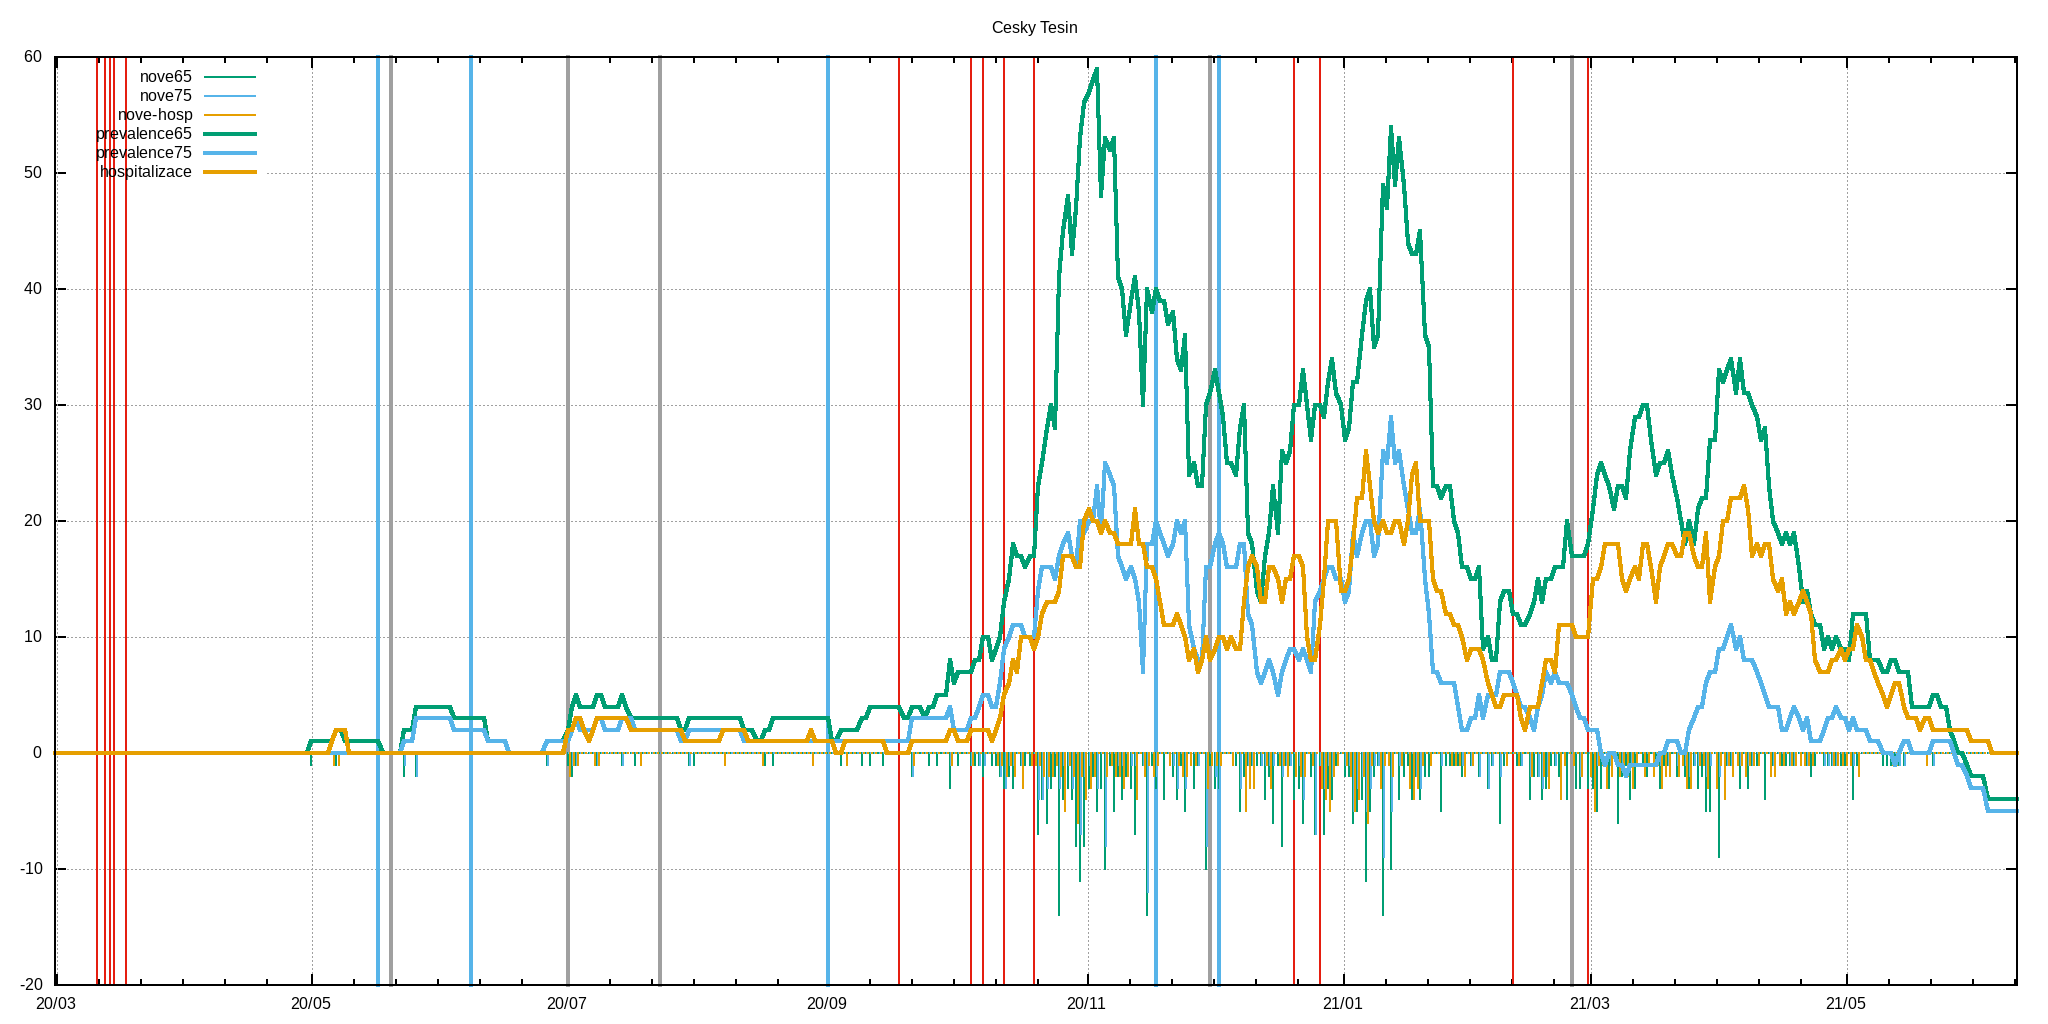 Cesky Tesin
60
50
40
30
20
10
0
-10
-20
nove65
nove75
nove-hosp
prevalence65
prevalence75
hospitalizace
20/03 20/05 20/07 20/09 20/11 21/01 21/03 21/05